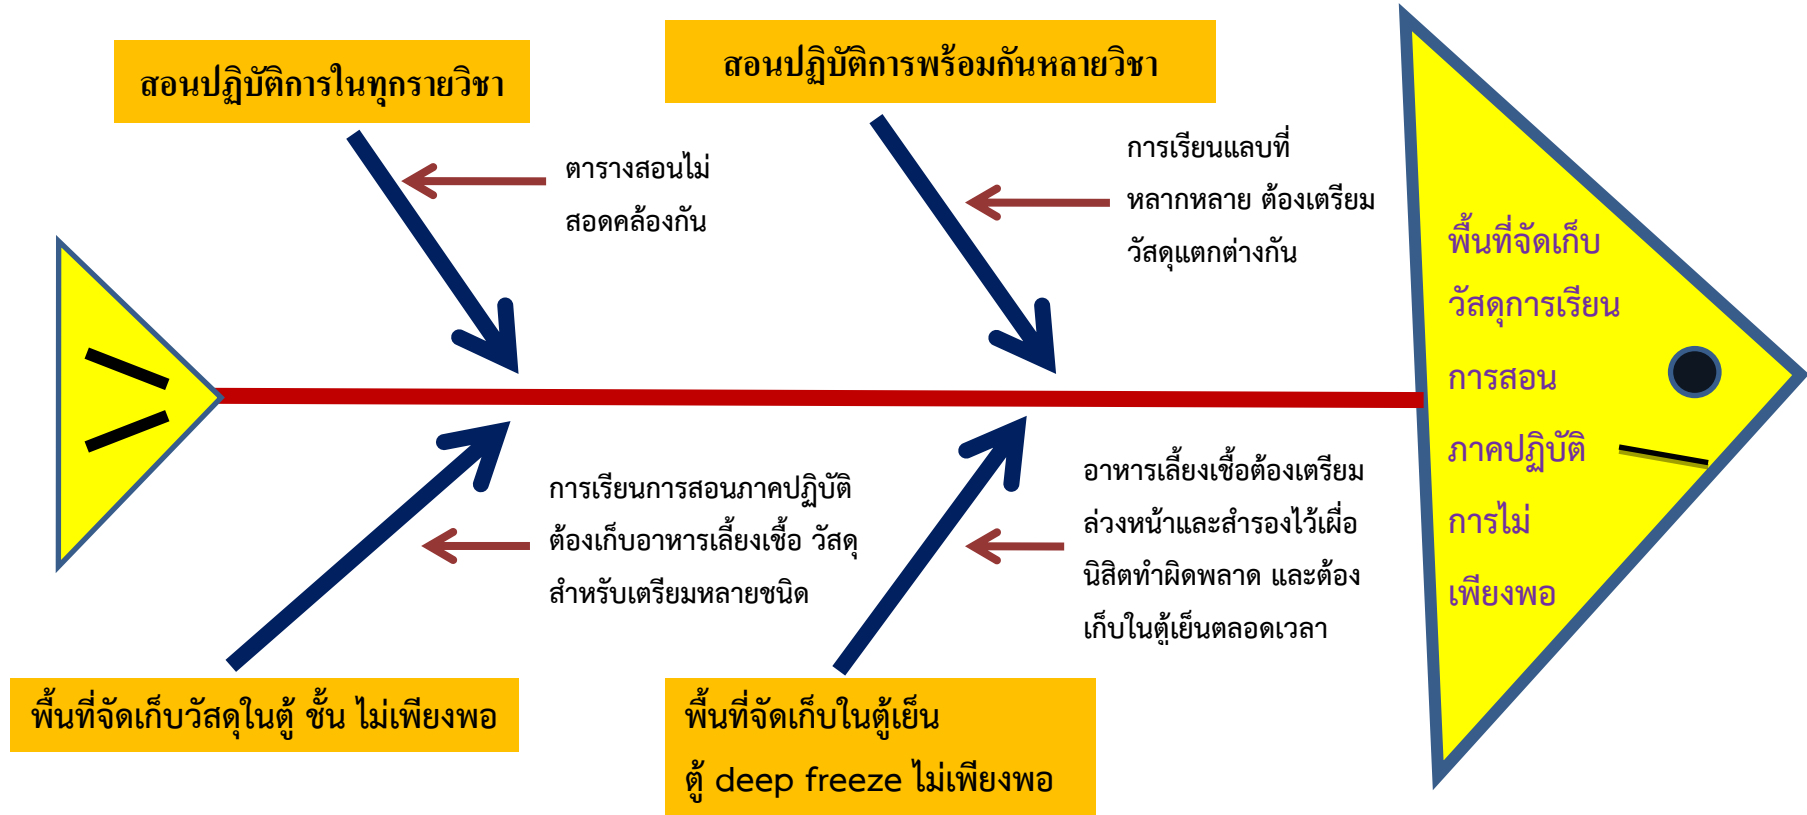 สอนปฏิบัติการในทุกรายวิชา
สอนปฏิบัติการพร้อมกันหลายวิชา
ตารางสอนไม่
สอดคล้องกัน
การเรียนแลบที่
หลากหลาย ต้องเตรียม
วัสดุแตกต่างกัน
พื้นที่จัดเก็บ
วัสดุการเรียน
การสอน
ภาคปฏิบัติ
การไม่
เพียงพอ
การเรียนการสอนภาคปฏิบัติ
ต้องเก็บอาหารเลี้ยงเชื้อ วัสดุ
สำหรับเตรียมหลายชนิด
อาหารเลี้ยงเชื้อต้องเตรียม
ล่วงหน้าและสำรองไว้เผื่อ
นิสิตทำผิดพลาด และต้อง
เก็บในตู้เย็นตลอดเวลา
พื้นที่จัดเก็บวัสดุในตู้ ชั้น ไม่เพียงพอ
พื้นที่จัดเก็บในตู้เย็น
ตู้ deep freeze ไม่เพียงพอ